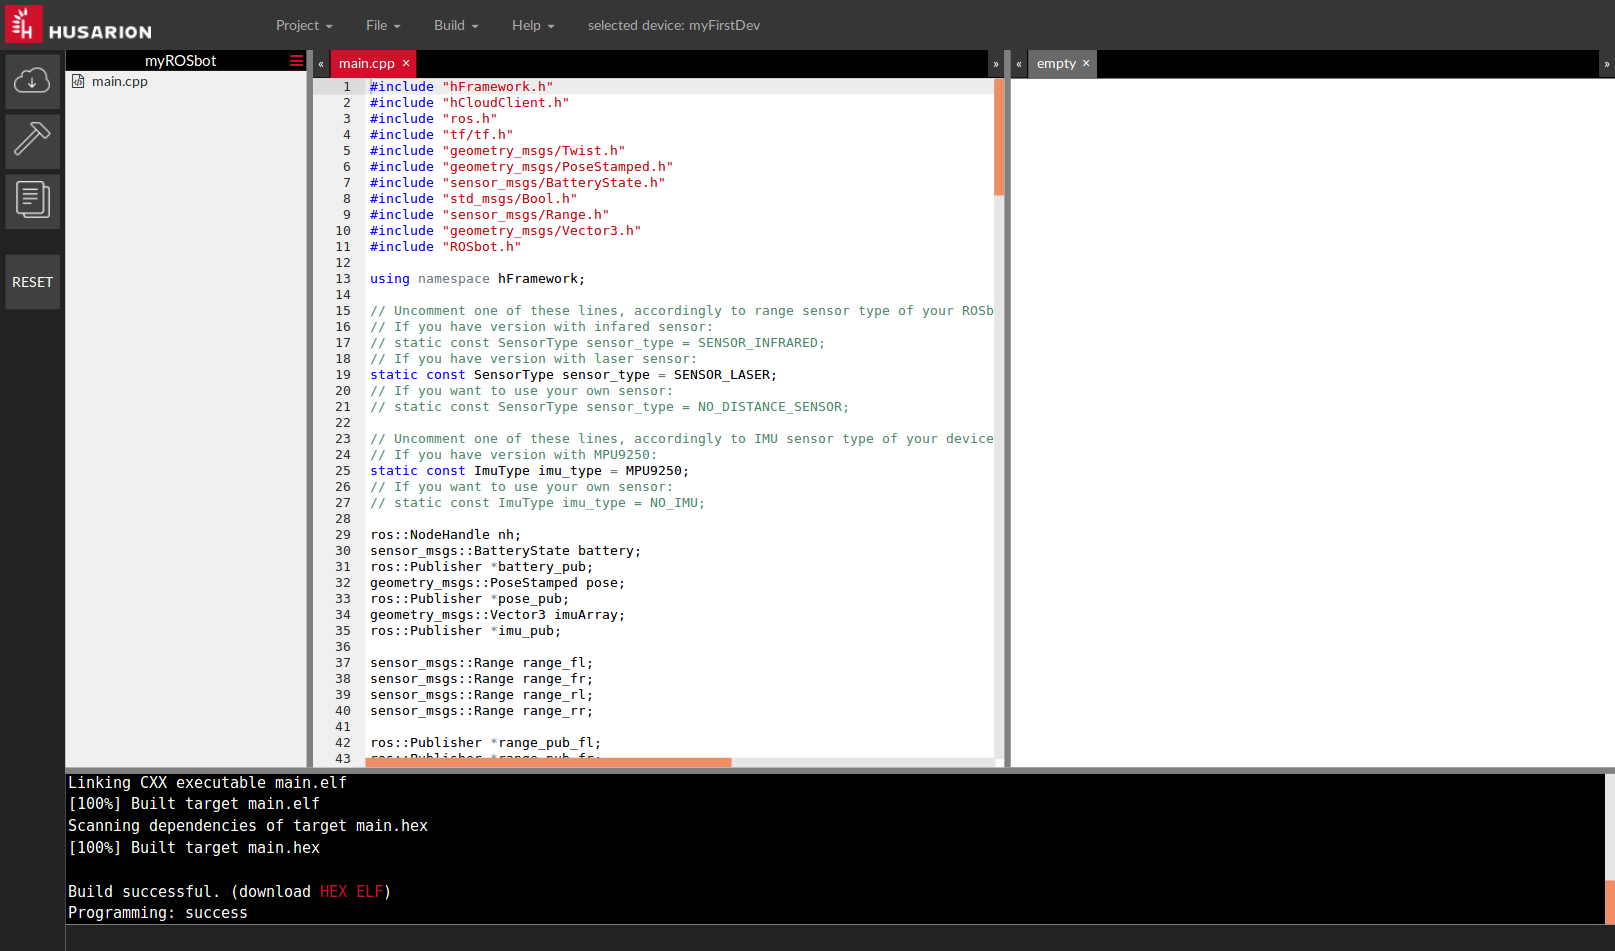 HUSARION
Project File Build Help selected device: myFirstDev
myROSbot
main.cpp
RESET
« main.cpp × »
1 #include "hFramework.h"
2 #include "hCloudClient.h"
3 #include "ros.h"
4 #include "tf/tf.h"
5 #include "geometry_msgs/Twist.h"
6 #include "geometry_msgs/PoseStamped.h"
7 #include "sensor_msgs/BatteryState.h"
8 #include "std_msgs/Bool.h"
9 #include "sensor_msgs/Range.h"
10 #include "geometry_msgs/Vector3.h"
11 #include "ROSbot.h"
12
13 using namespace hFramework;
14
15 // Uncomment one of these lines, accordingly to range sensor type of your ROSb
16 // If you have version with infared sensor:
17 // static const SensorType sensor_type = SENSOR_INFRARED;
18 // If you have version with laser sensor:
19 static const SensorType sensor_type = SENSOR_LASER;
20 // If you want to use your own sensor:
21 // static const SensorType sensor_type = NO_DISTANCE_SENSOR;
22
23 // Uncomment one of these lines, accordingly to IMU sensor type of your device
24 // If you have version with MPU9250:
25 static const ImuType imu_type = MPU9250;
26 // If you want to use your own sensor:
27 // static const ImuType imu_type = NO_IMU;
28
29 ros::NodeHandle nh;
30 sensor_msgs::BatteryState battery;
31 ros::Publisher *battery_pub;
32 geometry_msgs::PoseStamped pose;
33 ros::Publisher *pose_pub;
34 geometry_msgs::Vector3 imuArray;
35 ros::Publisher *imu_pub;
36
37 sensor_msgs::Range range_fl;
38 sensor_msgs::Range range_fr;
39 sensor_msgs::Range range_rl;
40 sensor_msgs::Range range_rr;
41
42 ros::Publisher *range_pub_fl;
43 ros::Publisher *range_pub_fr;
« empty × »
Linking CXX executable main.elf
[100%] Built target main.elf
Scanning dependencies of target main.hex
[100%] Built target main.hex
Build successful. (download HEX ELF)
Programming: success